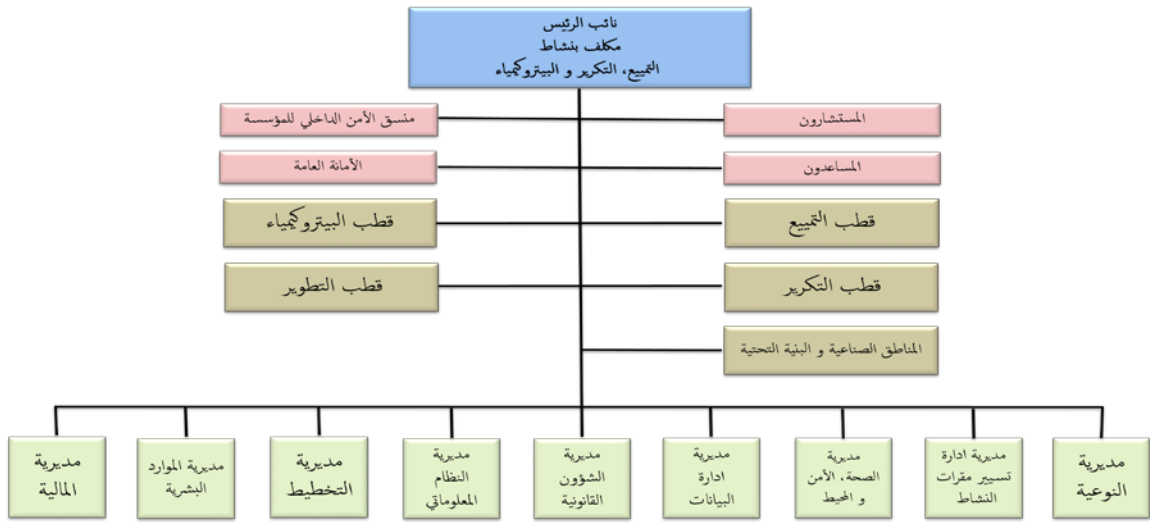 نائب الرئيس
مكلف بنشاط
التمييع، التكرير و البيتروكيمياء
المستشارون
منسق الأمن الداخلي للمؤسسة
المساعدون
الأمانة العامة
قطب التمييع
قطب البيتروكيمياء
قطب التكرير
قطب التطوير
المناطق الصناعية و البنية التحتية
مديرية
النوعية
مديرية ادارة
تسيير مقرات
النشاط
مديرية
الصحة، الأمن
و المحيط
مديرية
ادارة
البيانات
مديرية
الشؤون
القانونية
مديرية
النظام
المعلوماتي
مديرية
التخطيط
مديرية الموارد
البشرية
مديرية
المالية